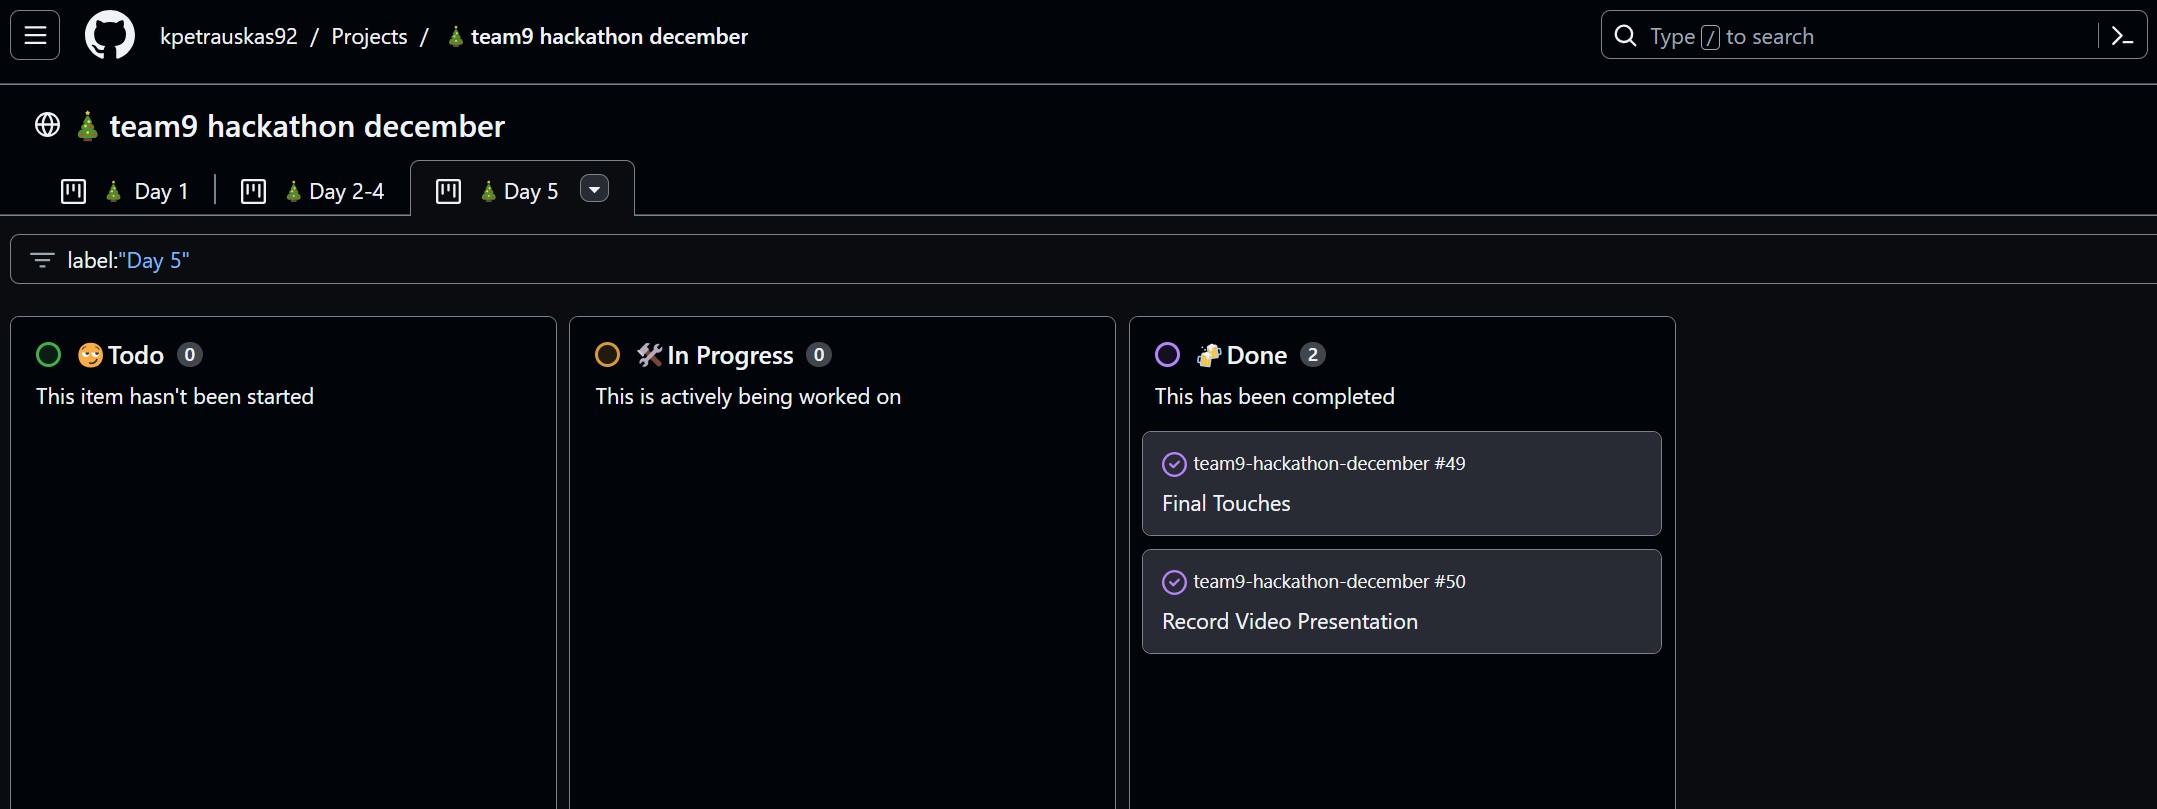 kpetrauskas92 / Projects / 🎄 team9 hackathon december
Type / to search
🎄 team9 hackathon december
🎄 Day 1
🎄 Day 2-4
🎄 Day 5
label:"Day 5"
🙄 Todo 0
This item hasn't been started
🛠 In Progress 0
This is actively being worked on
🍻 Done 2
This has been completed
team9-hackathon-december #49
Final Touches
team9-hackathon-december #50
Record Video Presentation